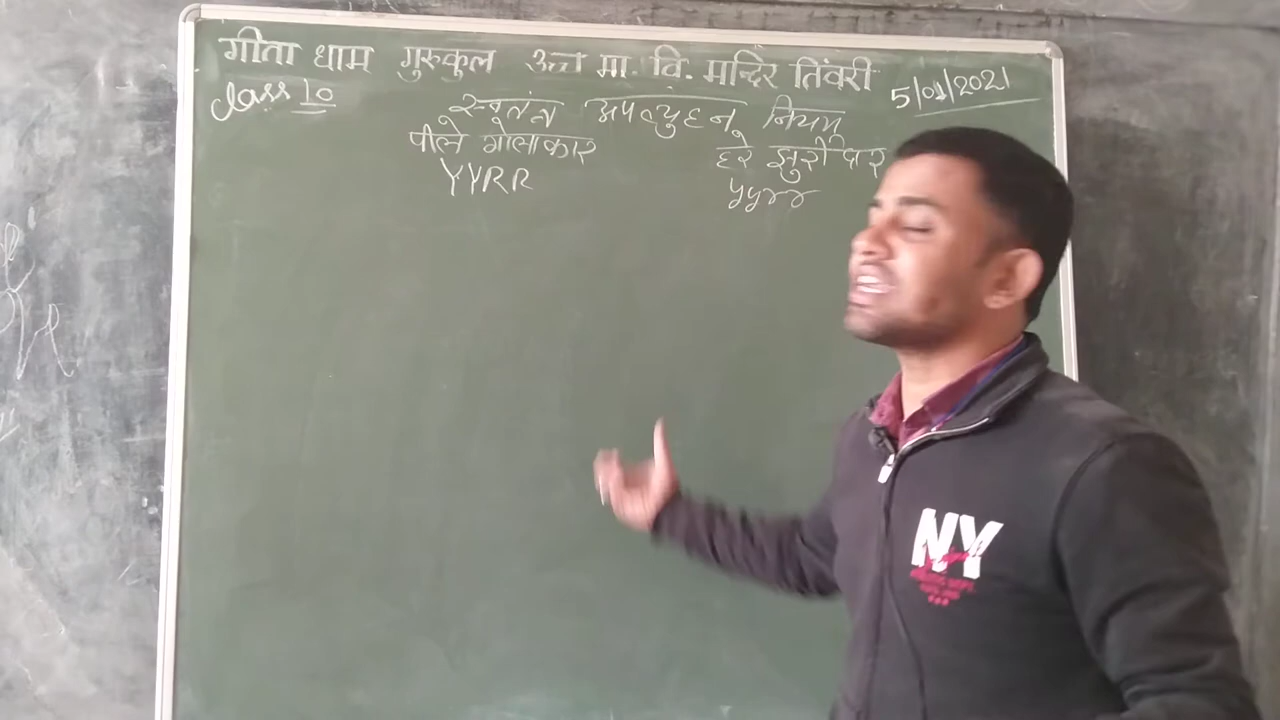 गीता धाम गुरुकुल उच्च मा. वि. मन्दिर तिंवरी
5/01/2021
Class 10
स्वतंत्र अपव्युहन नियम
पीले गोलाकार
हरे झुर्रीदार
YYRR
yyrr
NY